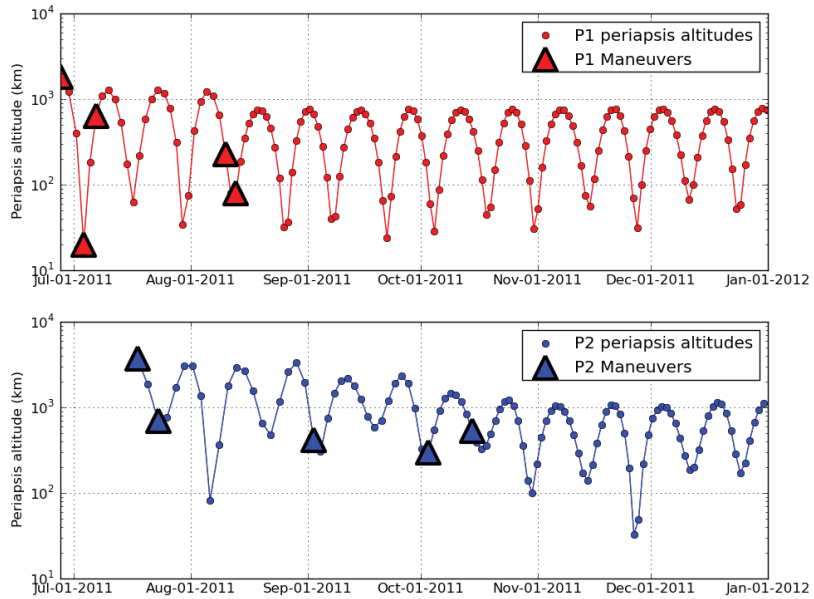 10^4
10^3
10^2
10^1
Periapsis altitude (km)
P1 periapsis altitudes
P1 Maneuvers
Jul-01-2011 Aug-01-2011 Sep-01-2011 Oct-01-2011 Nov-01-2011 Dec-01-2011 Jan-01-2012
10^4
10^3
10^2
10^1
Periapsis altitude (km)
P2 periapsis altitudes
P2 Maneuvers
Jul-01-2011 Aug-01-2011 Sep-01-2011 Oct-01-2011 Nov-01-2011 Dec-01-2011 Jan-01-2012